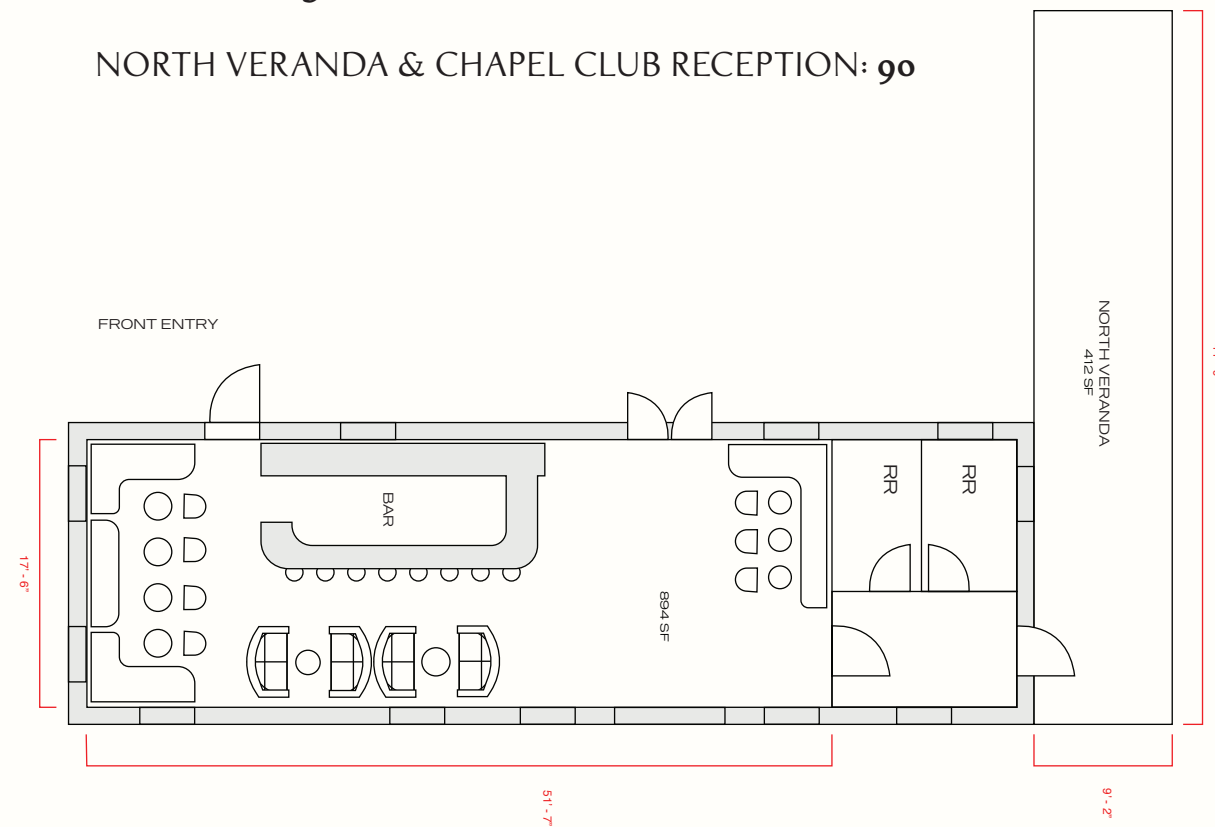 NORTH VERANDA & CHAPEL CLUB RECEPTION: 90
FRONT ENTRY
NORTH VERANDA
412 SF
RR
RR
BAR
894 SF
17' - 6"
51' - 7"
9' - 2"